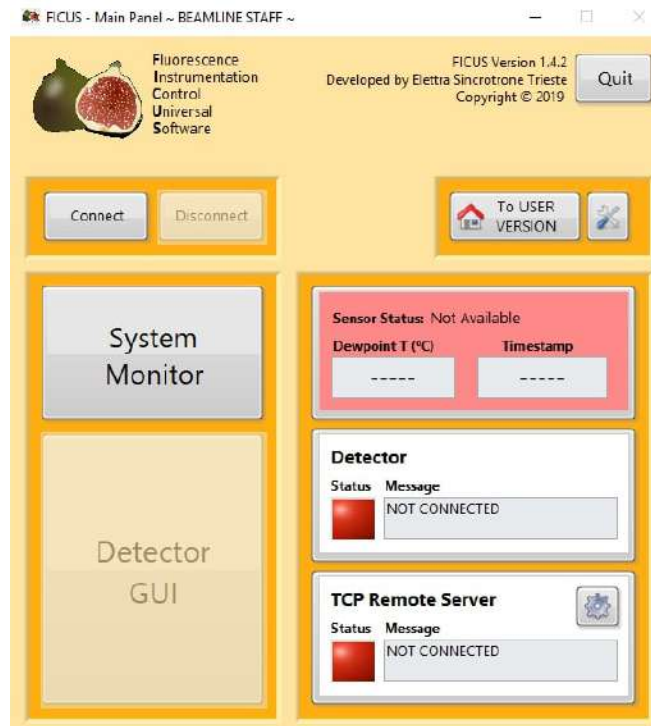 FICUS - Main Panel ~ BEAMLINE STAFF ~
Fluorescence
Instrumentation
Control
Universal
Software
FICUS Version 1.4.2
Developed by Elettra Sincrotrone Trieste
Copyright © 2019
Quit
Connect
Disconnect
To USER
VERSION
System
Monitor
Detector
GUI
Sensor Status: Not Available
Dewpoint T (°C) Timestamp
----- -----
Detector
Status Message
NOT CONNECTED
TCP Remote Server
Status Message
NOT CONNECTED